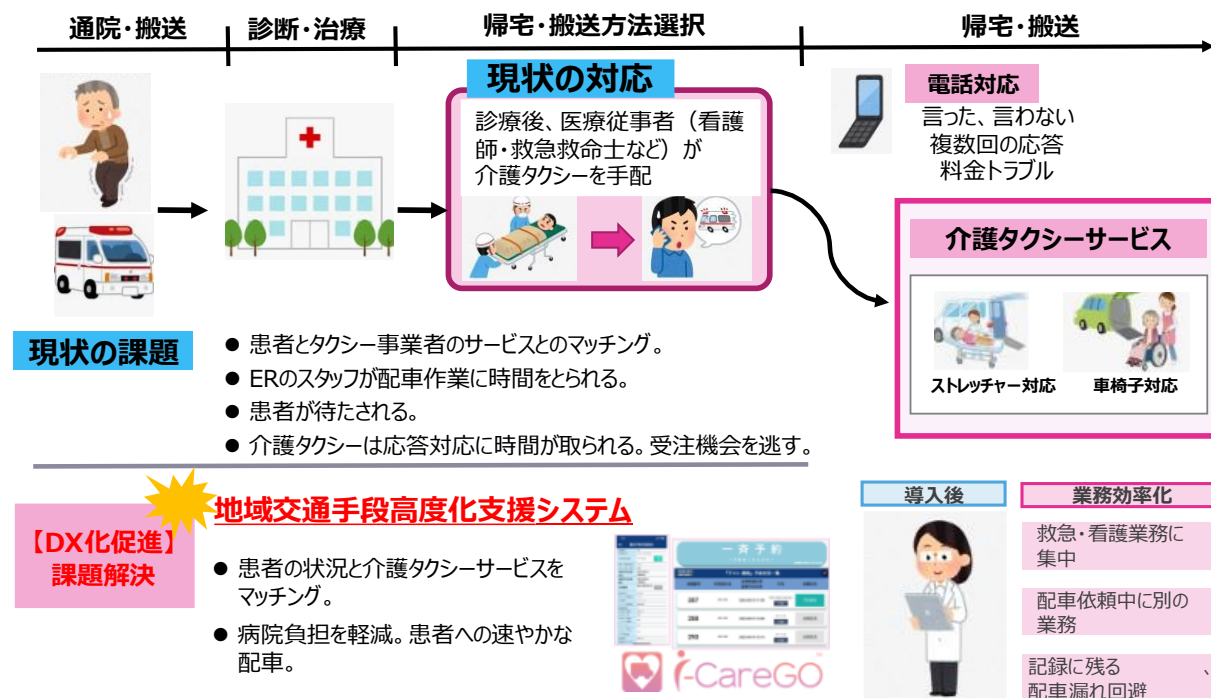 通院・搬送
診断・治療
帰宅・搬送方法選択
帰宅・搬送
現状の対応
診療後、医療従事者（看護
師・救急救命士など）が
介護タクシーを手配
電話対応
言った、言わない
複数回の応答
料金トラブル
介護タクシーサービス
ストレッチャー対応
車椅子対応
現状の課題
● 患者とタクシー事業者のサービスとのマッチング。
● ERのスタッフが配車作業に時間をとられる。
● 患者が待たされる。
● 介護タクシーは応答対応に時間が取られる。受注機会を逃す。
【DX化促進】
課題解決
地域交通手段高度化支援システム
● 患者の状況と介護タクシーサービスを
マッチング。
● 病院負担を軽減。患者への速やかな
配車。
一斉予約
287
288
290
i-CareGO
導入後
業務効率化
救急・看護業務に
集中
配車依頼中に別の
業務
記録に残る、
配車漏れ回避